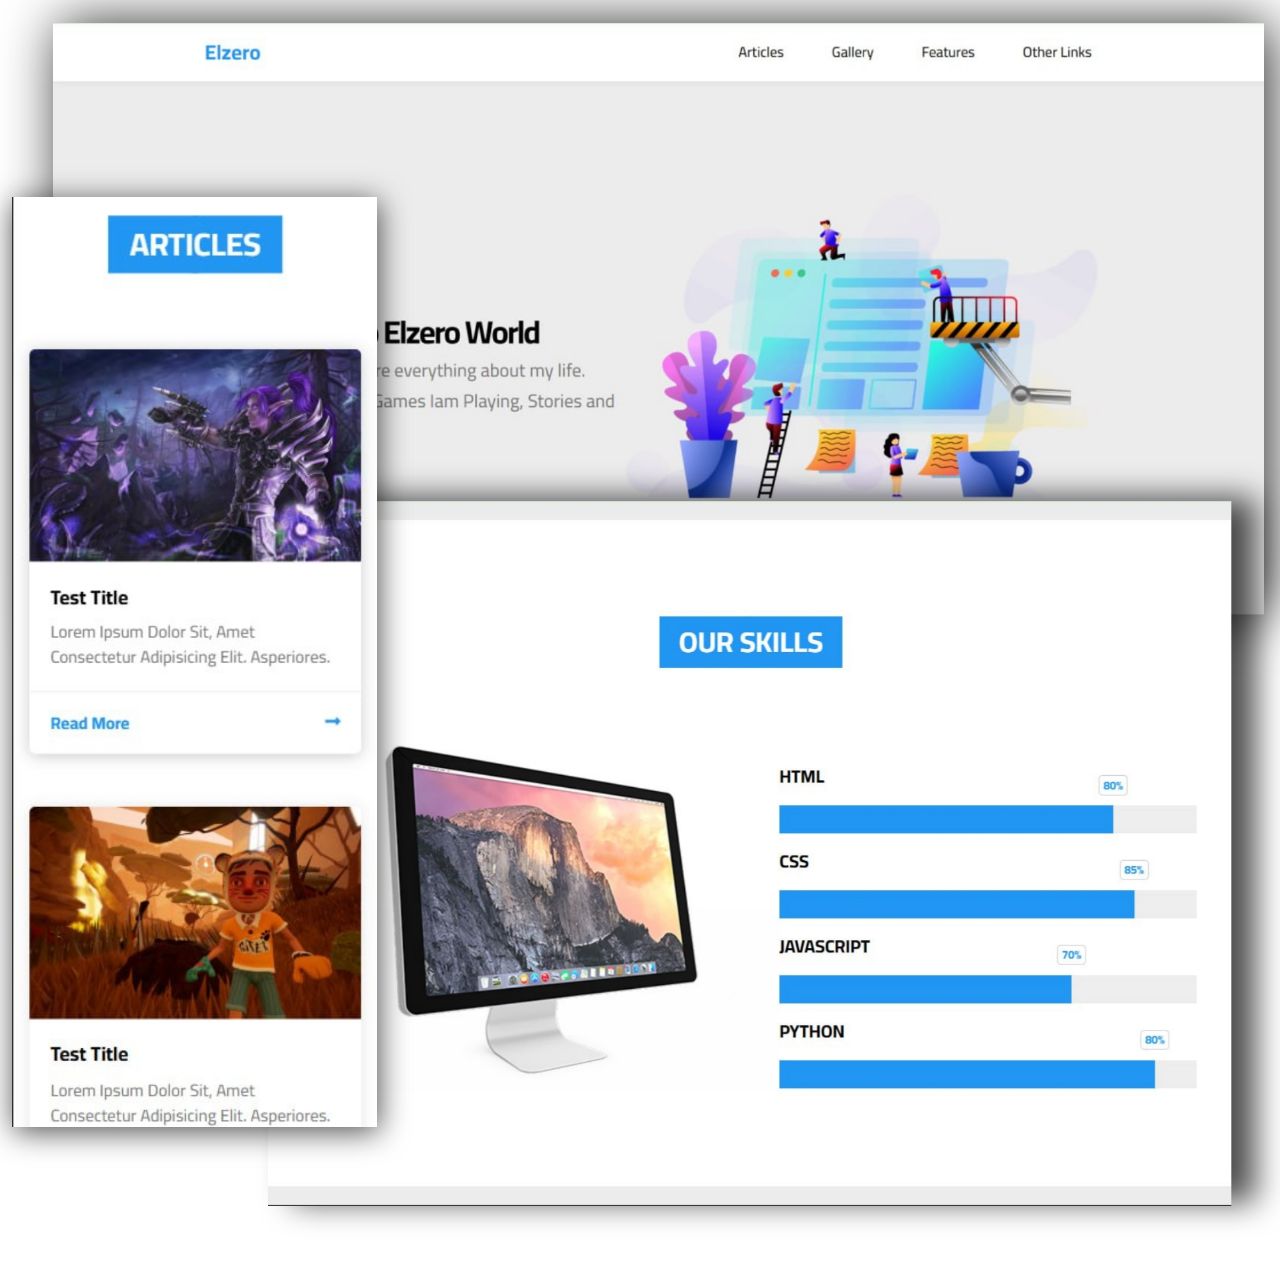 Elzero
Articles Gallery Features Other Links
Elzero World
everything about my life.
Games Iam Playing, Stories and
ARTICLES
Test Title
Lorem Ipsum Dolor Sit, Amet
Consectetur Adipisicing Elit. Asperiores.
Read More
Test Title
Lorem Ipsum Dolor Sit, Amet
Consectetur Adipisicing Elit. Asperiores.
OUR SKILLS
HTML 80%
CSS 85%
JAVASCRIPT 70%
PYTHON 80%